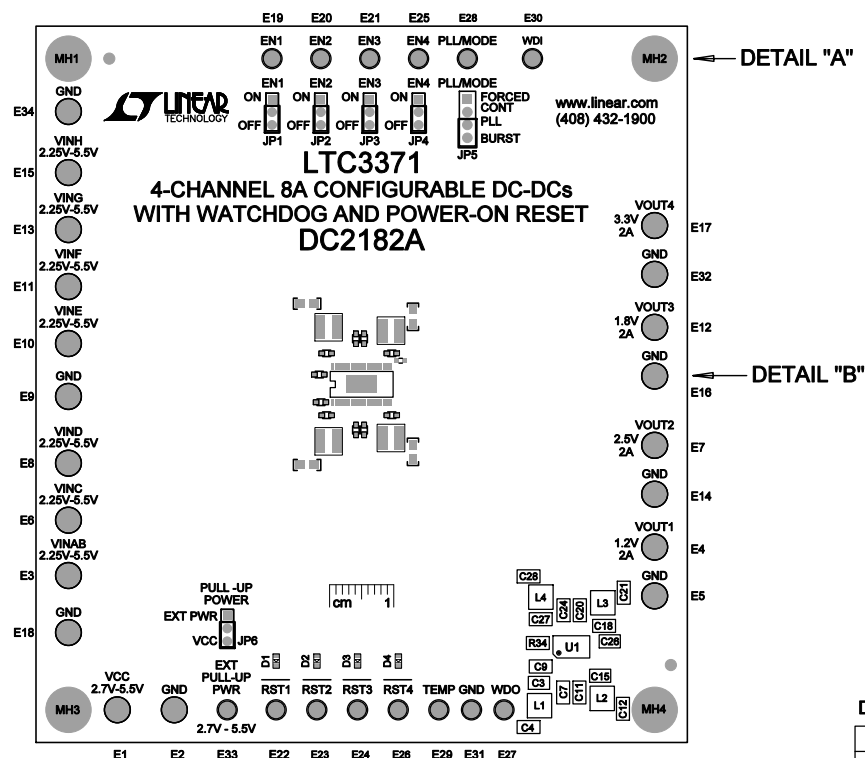 E19 E20 E21 E25 E28 E30
EN1 EN2 EN3 EN4 PLL/MODE WDI
MH1 MH2 DETAIL "A"
EN1 EN2 EN3 EN4 PLL/MODE
ON ON ON ON FORCED
CONT
PLL
OFF OFF OFF OFF BURST
JP1 JP2 JP3 JP4 JP5
LINEAR
TECHNOLOGY
www.linear.com
(408) 432-1900
LTC3371
4-CHANNEL 8A CONFIGURABLE DC-DCs
WITH WATCHDOG AND POWER-ON RESET
DC2182A
GND
E34
VINH
2.25V-5.5V
E15
VING
2.25V-5.5V
E13
VINF
2.25V-5.5V
E11
VINE
2.25V-5.5V
E10
GND
E9
VIND
2.25V-5.5V
E8
VINC
2.25V-5.5V
E6
VINAB
2.25V-5.5V
E3
GND
E18
VOUT4
3.3V
2A
E17
GND
E32
VOUT3
1.8V
2A
E12
GND
DETAIL "B"
E16
VOUT2
2.5V
2A
E7
GND
E14
VOUT1
1.2V
2A
E4
GND
E5
PULL -UP
POWER
EXT PWR
VCC JP6
cm 1
C28
L4 C24 C20 L3 C21
C27 C18
R34 U1 C26
C9
C3 C7 C11 C15
L1 L2 C12
C4
D1 D2 D3 D4
MH3
VCC
2.7V-5.5V
GND
EXT
PULL-UP
PWR
2.7V - 5.5V
RST1 RST2 RST3 RST4 TEMP GND WDO
MH4
E1 E2 E33 E22 E23 E24 E26 E29 E31 E27
D